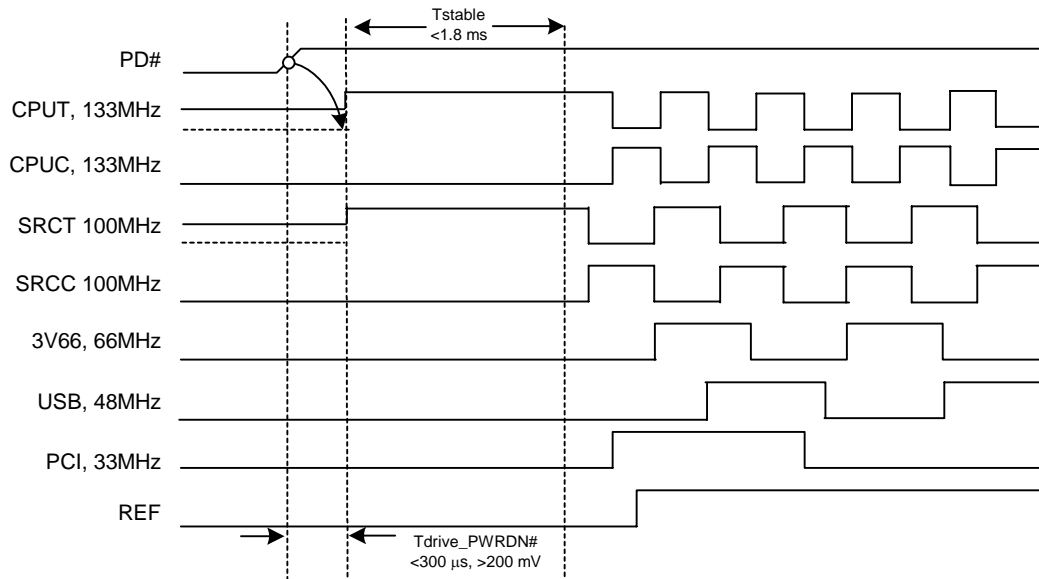 Tstable
<1.8 ms
PD#
CPUT, 133MHz
CPUC, 133MHz
SRCT 100MHz
SRCC 100MHz
3V66, 66MHz
USB, 48MHz
PCI, 33MHz
REF
Tdrive_PWRDN#
<300 μs, >200 mV